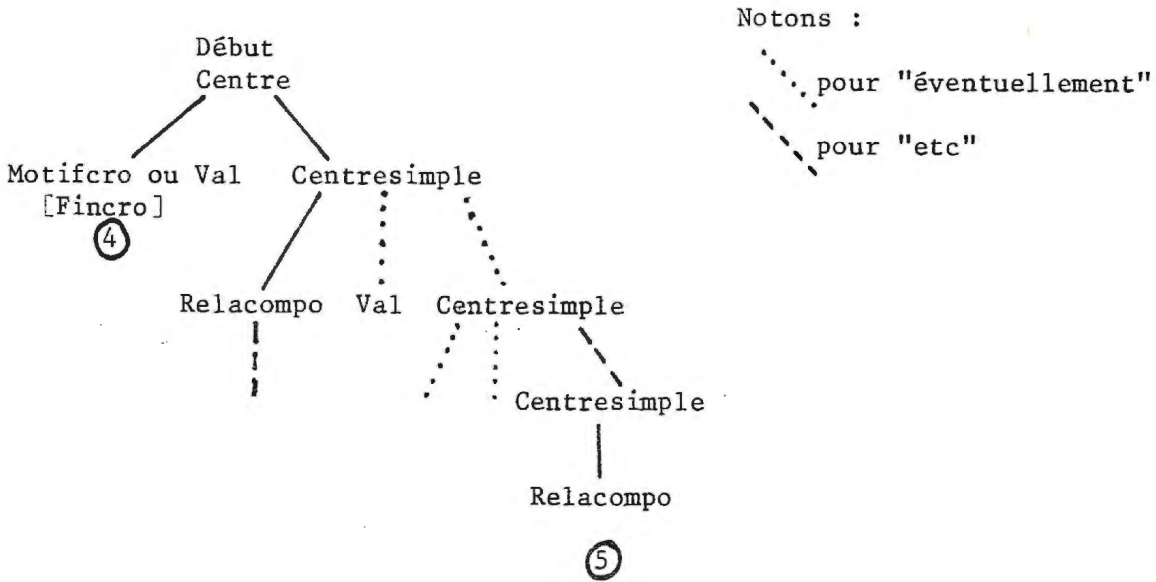 Notons :
Début
Centre
pour "éventuellement"
pour "etc"
Motifcro ou Val Centresimple
[Fincro]
4
Relacompo Val Centresimple
Centresimple
Relacompo
5